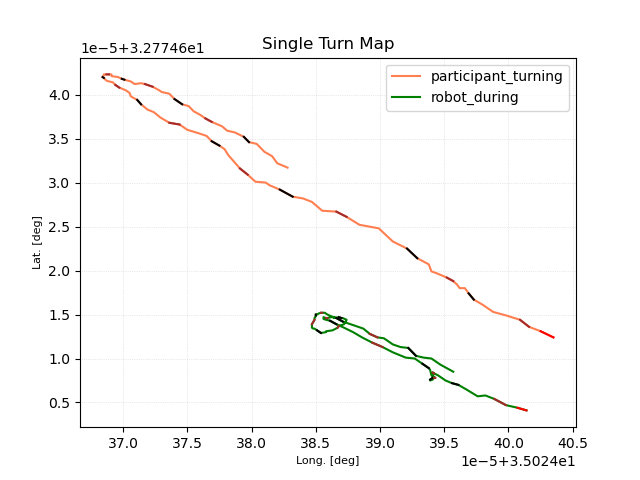 Single Turn Map
1e−5+3.27746e1
participant_turning
robot_during
4.0
3.5
3.0
2.5
2.0
1.5
1.0
0.5
Lat. [deg]
37.0 37.5 38.0 38.5 39.0 39.5 40.0 40.5
Long. [deg]
1e−5+3.5024e1